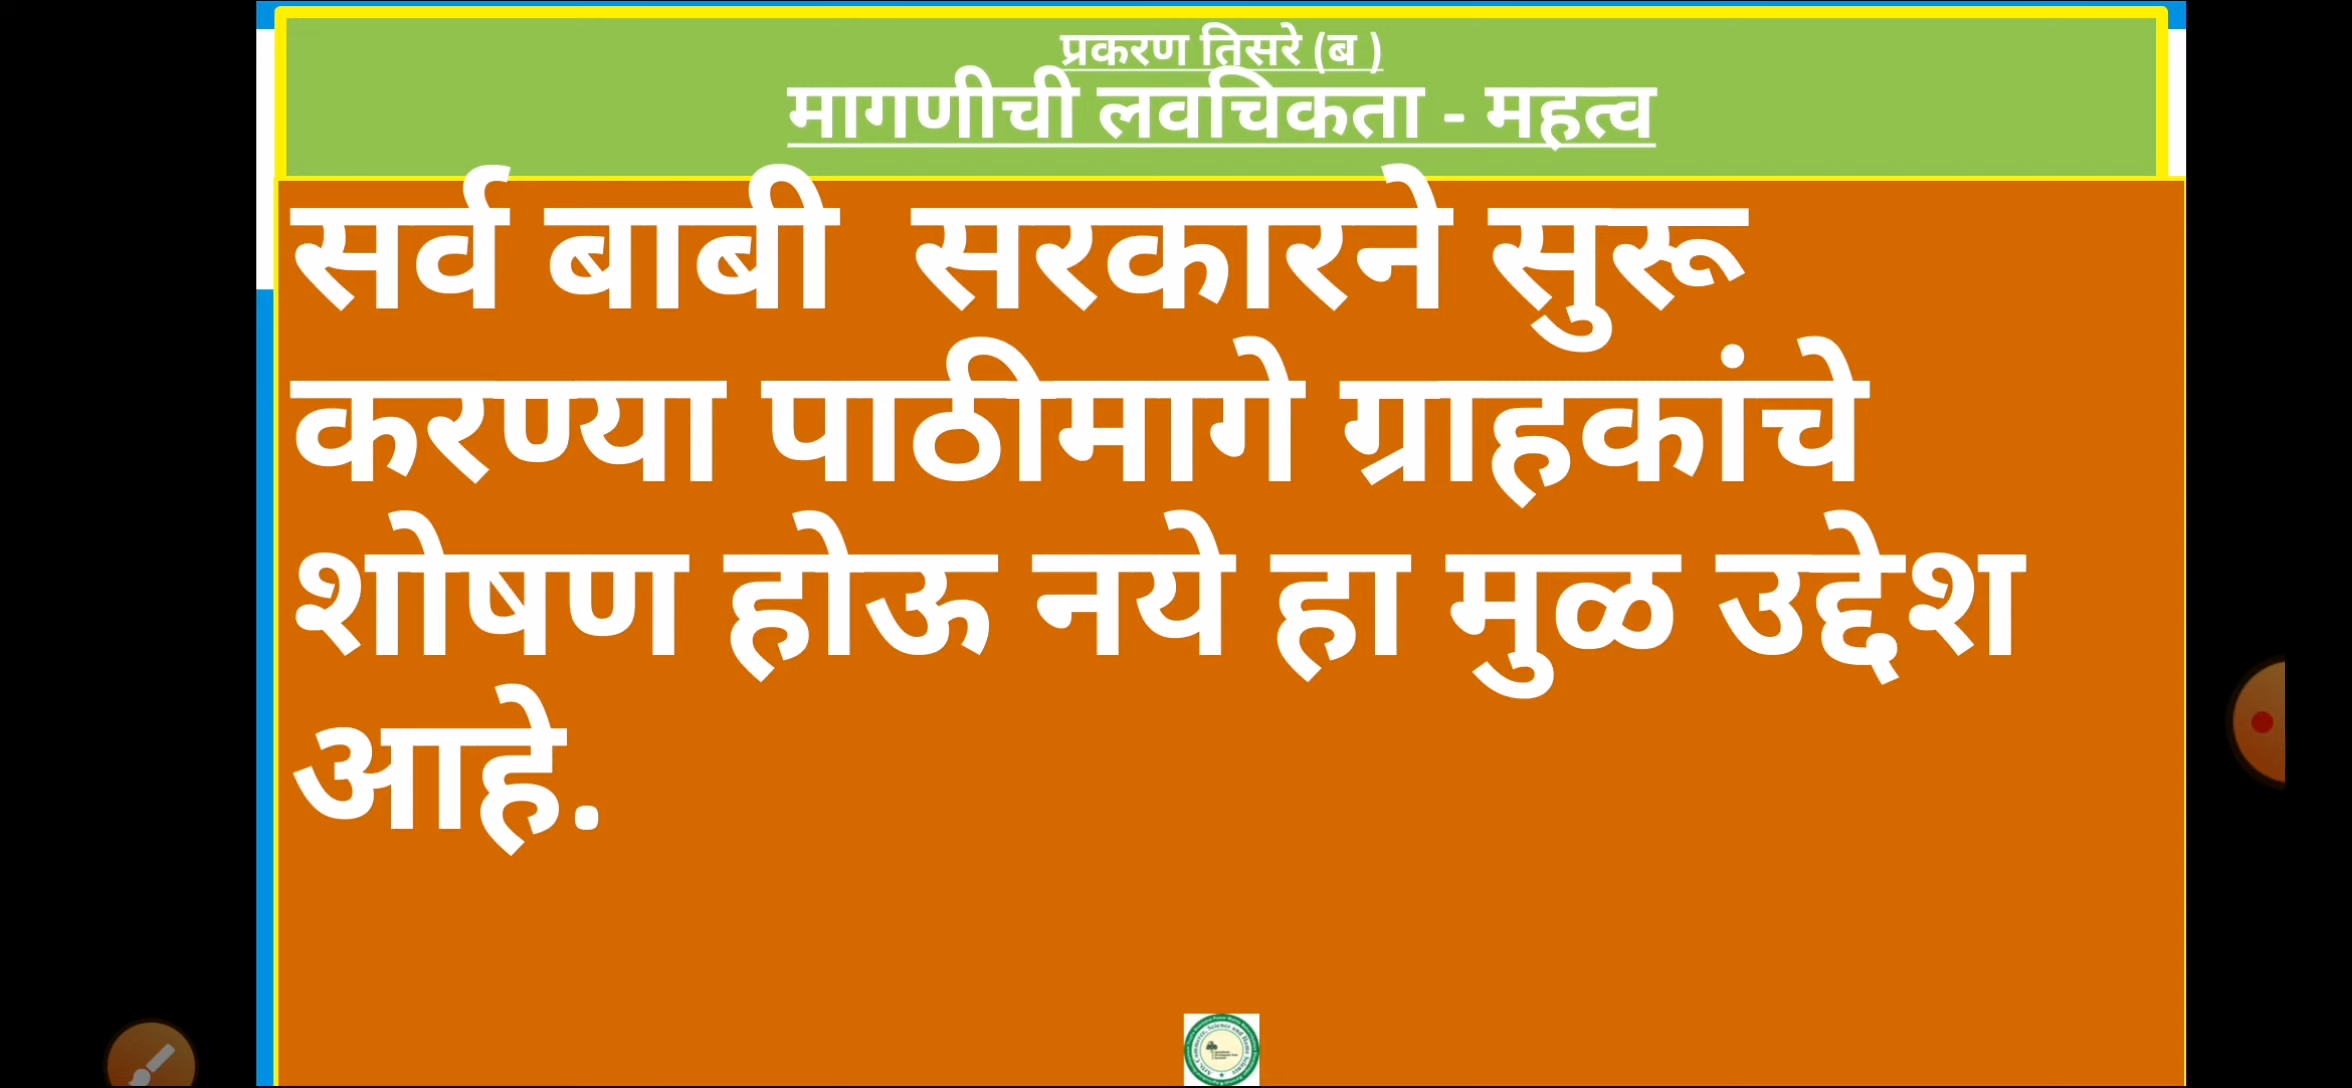 प्रकरण तिसरे (ब )
मागणीची लवचिकता - महत्व
सर्व बाबी सरकारने सुरू
करण्या पाठीमागे ग्राहकांचे
शोषण होऊ नये हा मुळ उद्देश
आहे.